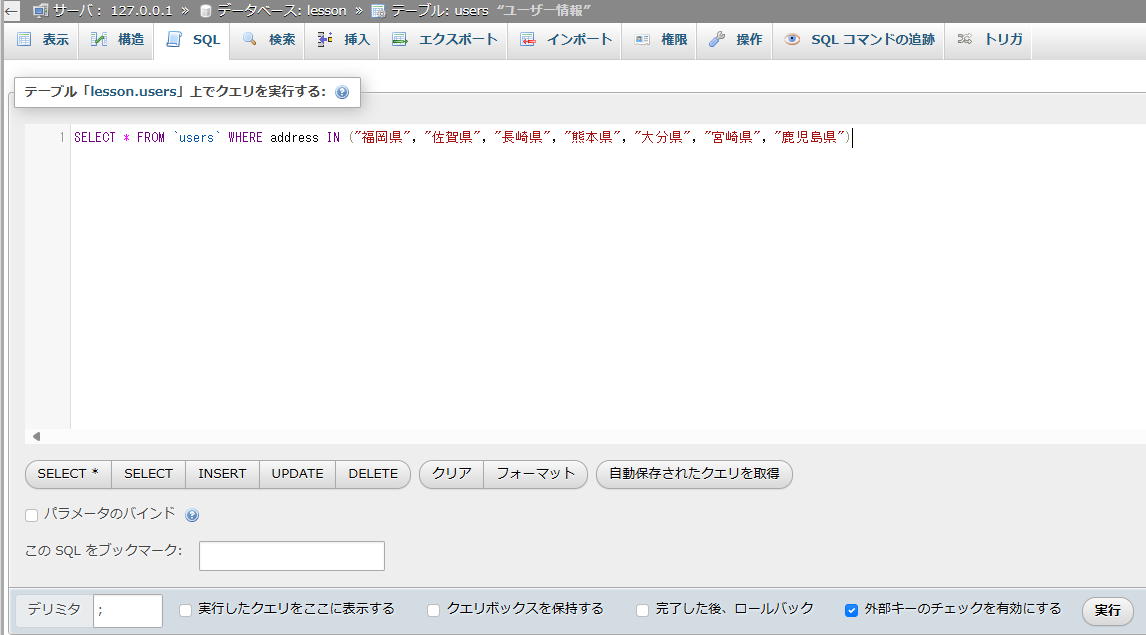 サーバ: 127.0.0.1 » データベース: lesson » テーブル: users “ユーザー情報”
表示 構造 SQL 検索 挿入 エクスポート インポート 権限 操作 SQL コマンドの追跡 トリガ
テーブル「lesson.users」上でクエリを実行する:
1 SELECT * FROM `users` WHERE address IN ("福岡県", "佐賀県", "長崎県", "熊本県", "大分県", "宮崎県", "鹿児島県")
SELECT * SELECT INSERT UPDATE DELETE クリア フォーマット 自動保存されたクエリを取得
パラメータのバインド
この SQL をブックマーク:
デリミタ ; 実行したクエリをここに表示する クエリボックスを保持する 完了した後、ロールバック 外部キーのチェックを有効にする 実行